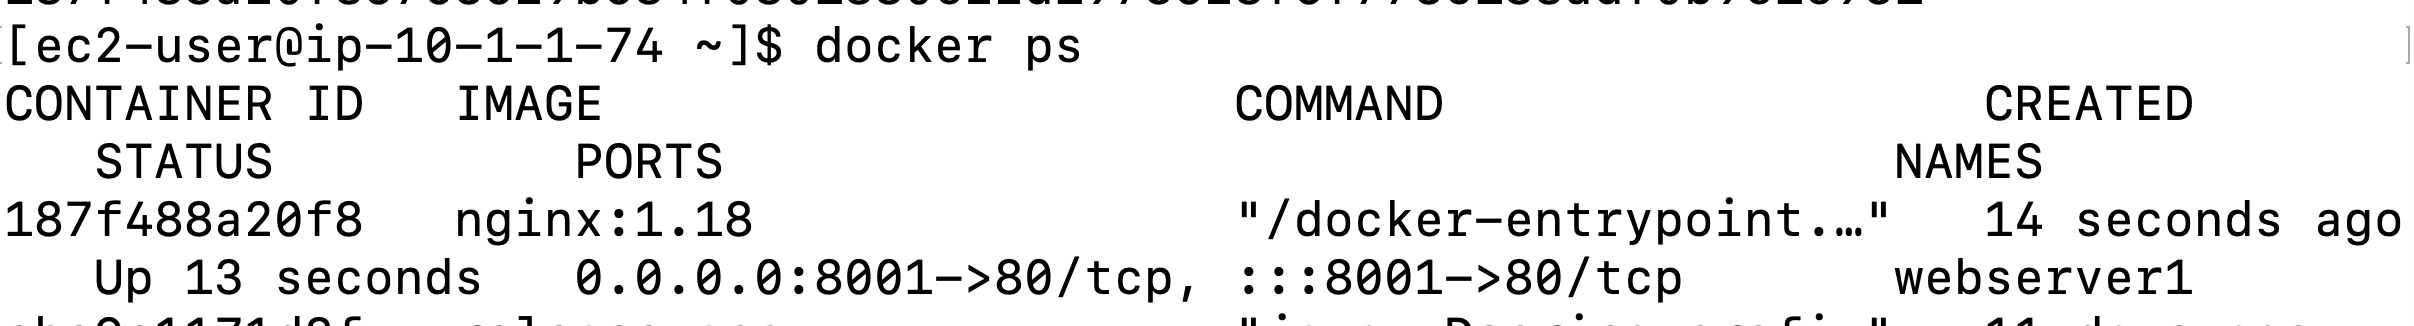 [ec2-user@ip-10-1-1-74 ~]$ docker ps
CONTAINER ID   IMAGE                     COMMAND                  CREATED
   STATUS          PORTS                                       NAMES
187f488a20f8   nginx:1.18                "/docker-entrypoint.…"   14 seconds ago
   Up 13 seconds   0.0.0.0:8001->80/tcp, :::8001->80/tcp       webserver1